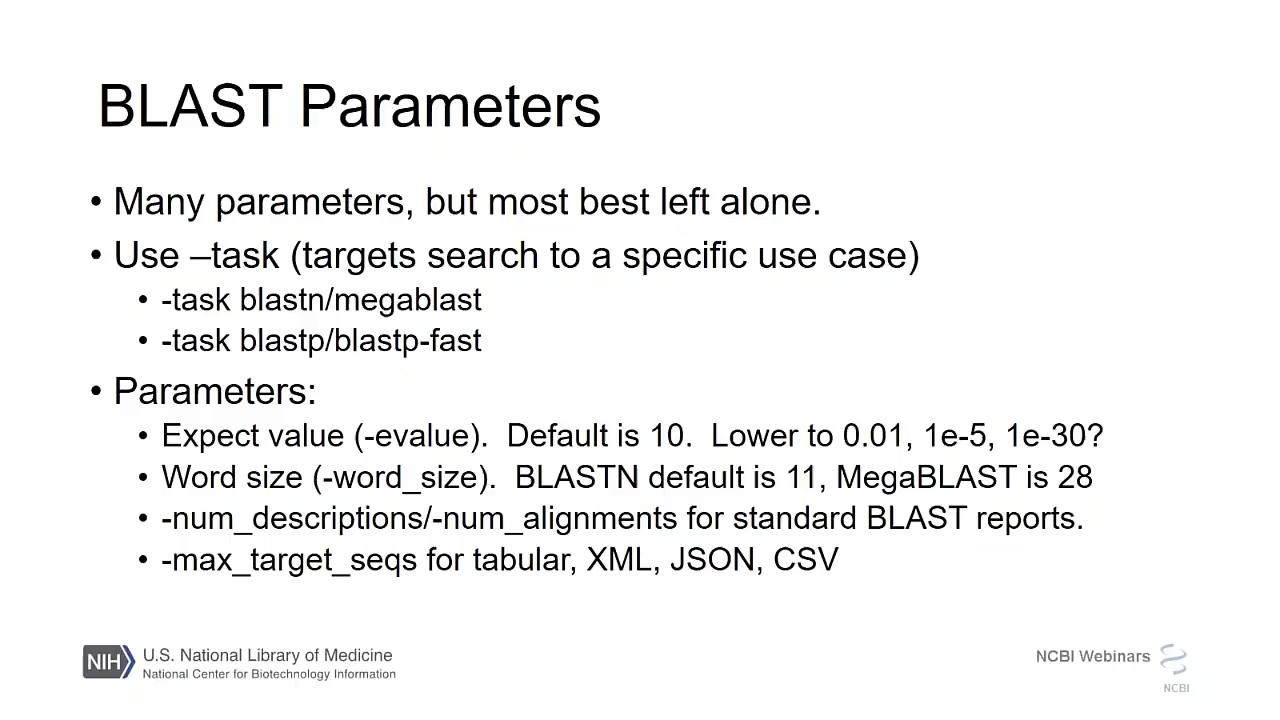 BLAST Parameters
• Many parameters, but most best left alone.
• Use –task (targets search to a specific use case)
• -task blastn/megablast
• -task blastp/blastp-fast
• Parameters:
• Expect value (-evalue).  Default is 10.  Lower to 0.01, 1e-5, 1e-30?
• Word size (-word_size).  BLASTN default is 11, MegaBLAST is 28
• -num_descriptions/-num_alignments for standard BLAST reports.
• -max_target_seqs for tabular, XML, JSON, CSV
NIH
U.S. National Library of Medicine
National Center for Biotechnology Information
NCBI Webinars
NCBI